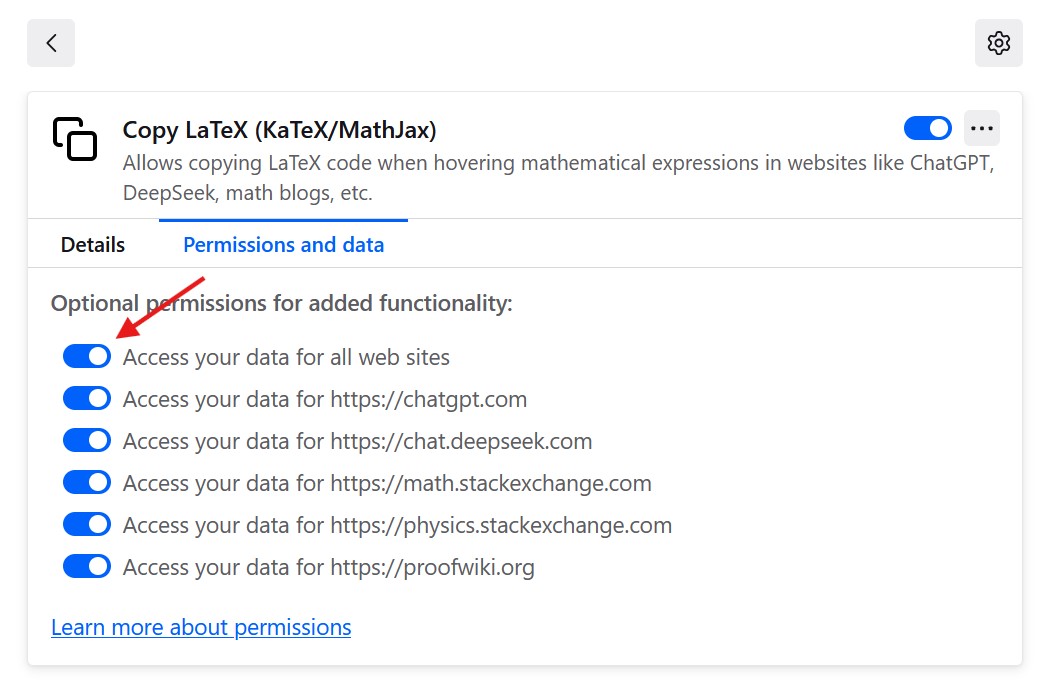 Copy LaTeX (KaTeX/MathJax)
Allows copying LaTeX code when hovering mathematical expressions in websites like ChatGPT,
DeepSeek, math blogs, etc.
Details
Permissions and data
Optional permissions for added functionality:
Access your data for all web sites
Access your data for https://chatgpt.com
Access your data for https://chat.deepseek.com
Access your data for https://math.stackexchange.com
Access your data for https://physics.stackexchange.com
Access your data for https://proofwiki.org
Learn more about permissions